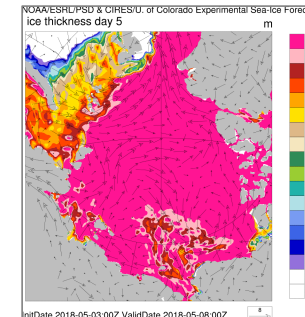 NOAA/ESRL/PSD & CIRES/U. of Colorado Experimental Sea-Ice Forec
ice thickness day 5
m
InitDate 2018-05-03:00Z ValidDate 2018-05-08:00Z
8